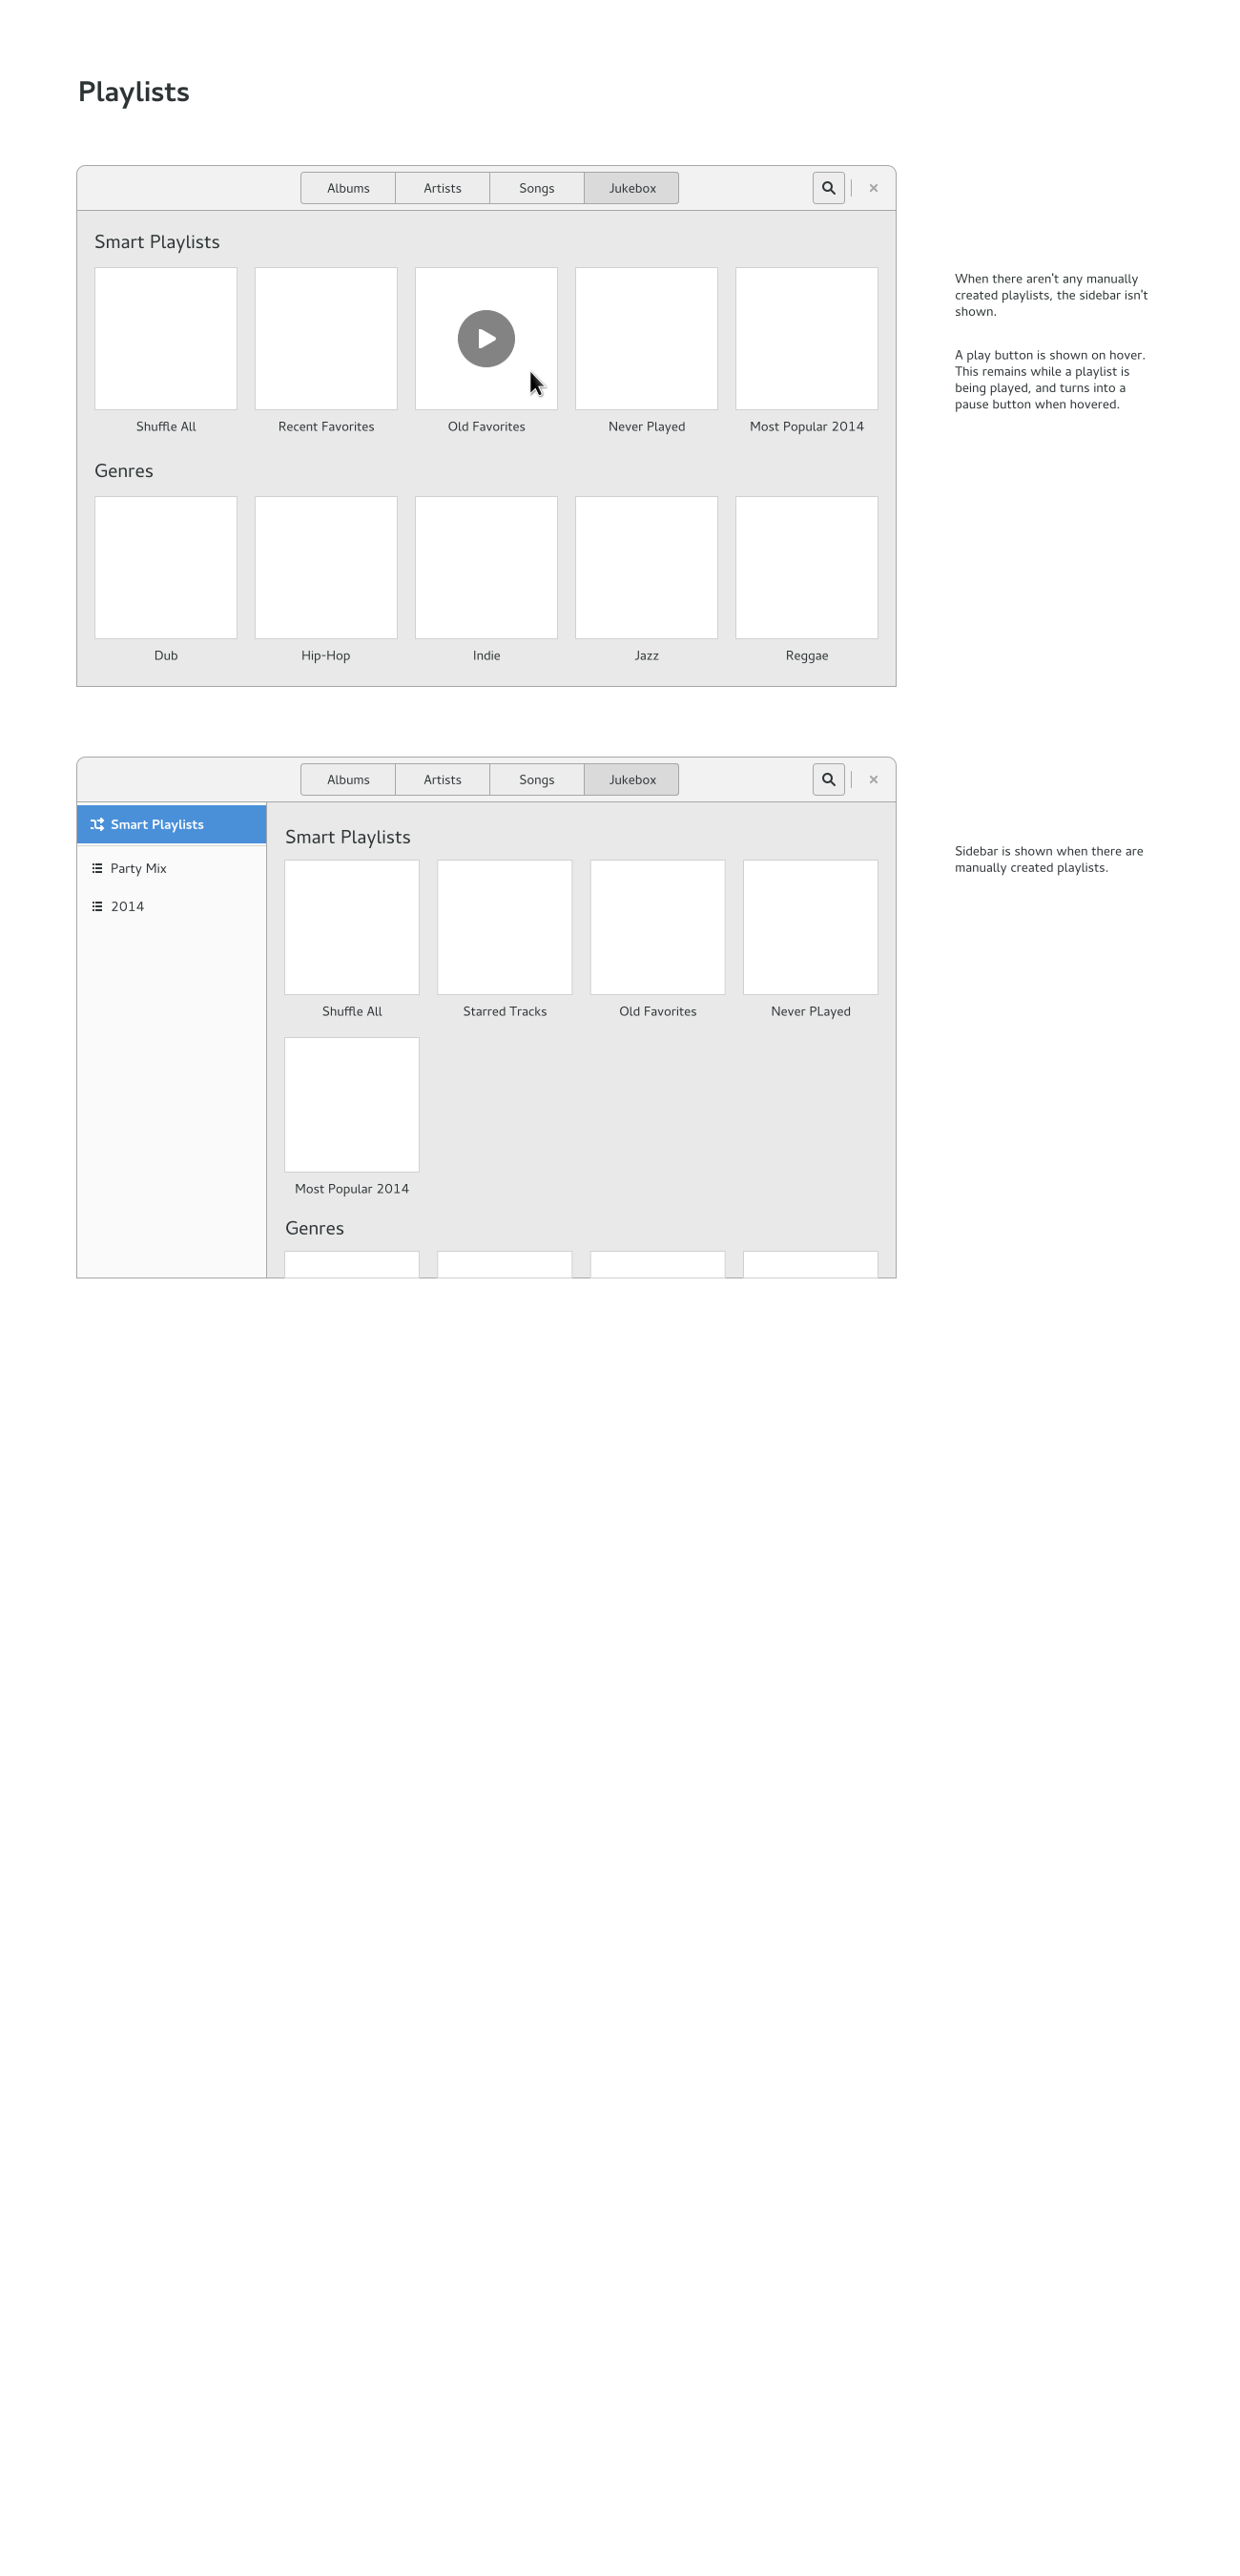 Playlists
Albums Artists Songs Jukebox
Smart Playlists
Shuffle All Recent Favorites Old Favorites Never Played Most Popular 2014
Genres
Dub Hip-Hop Indie Jazz Reggae
When there aren't any manually
created playlists, the sidebar isn't
shown.
A play button is shown on hover.
This remains while a playlist is
being played, and turns into a
pause button when hovered.
Albums Artists Songs Jukebox
Smart Playlists
Party Mix
2014
Smart Playlists
Shuffle All Starred Tracks Old Favorites Never PLayed
Most Popular 2014
Genres
Sidebar is shown when there are
manually created playlists.